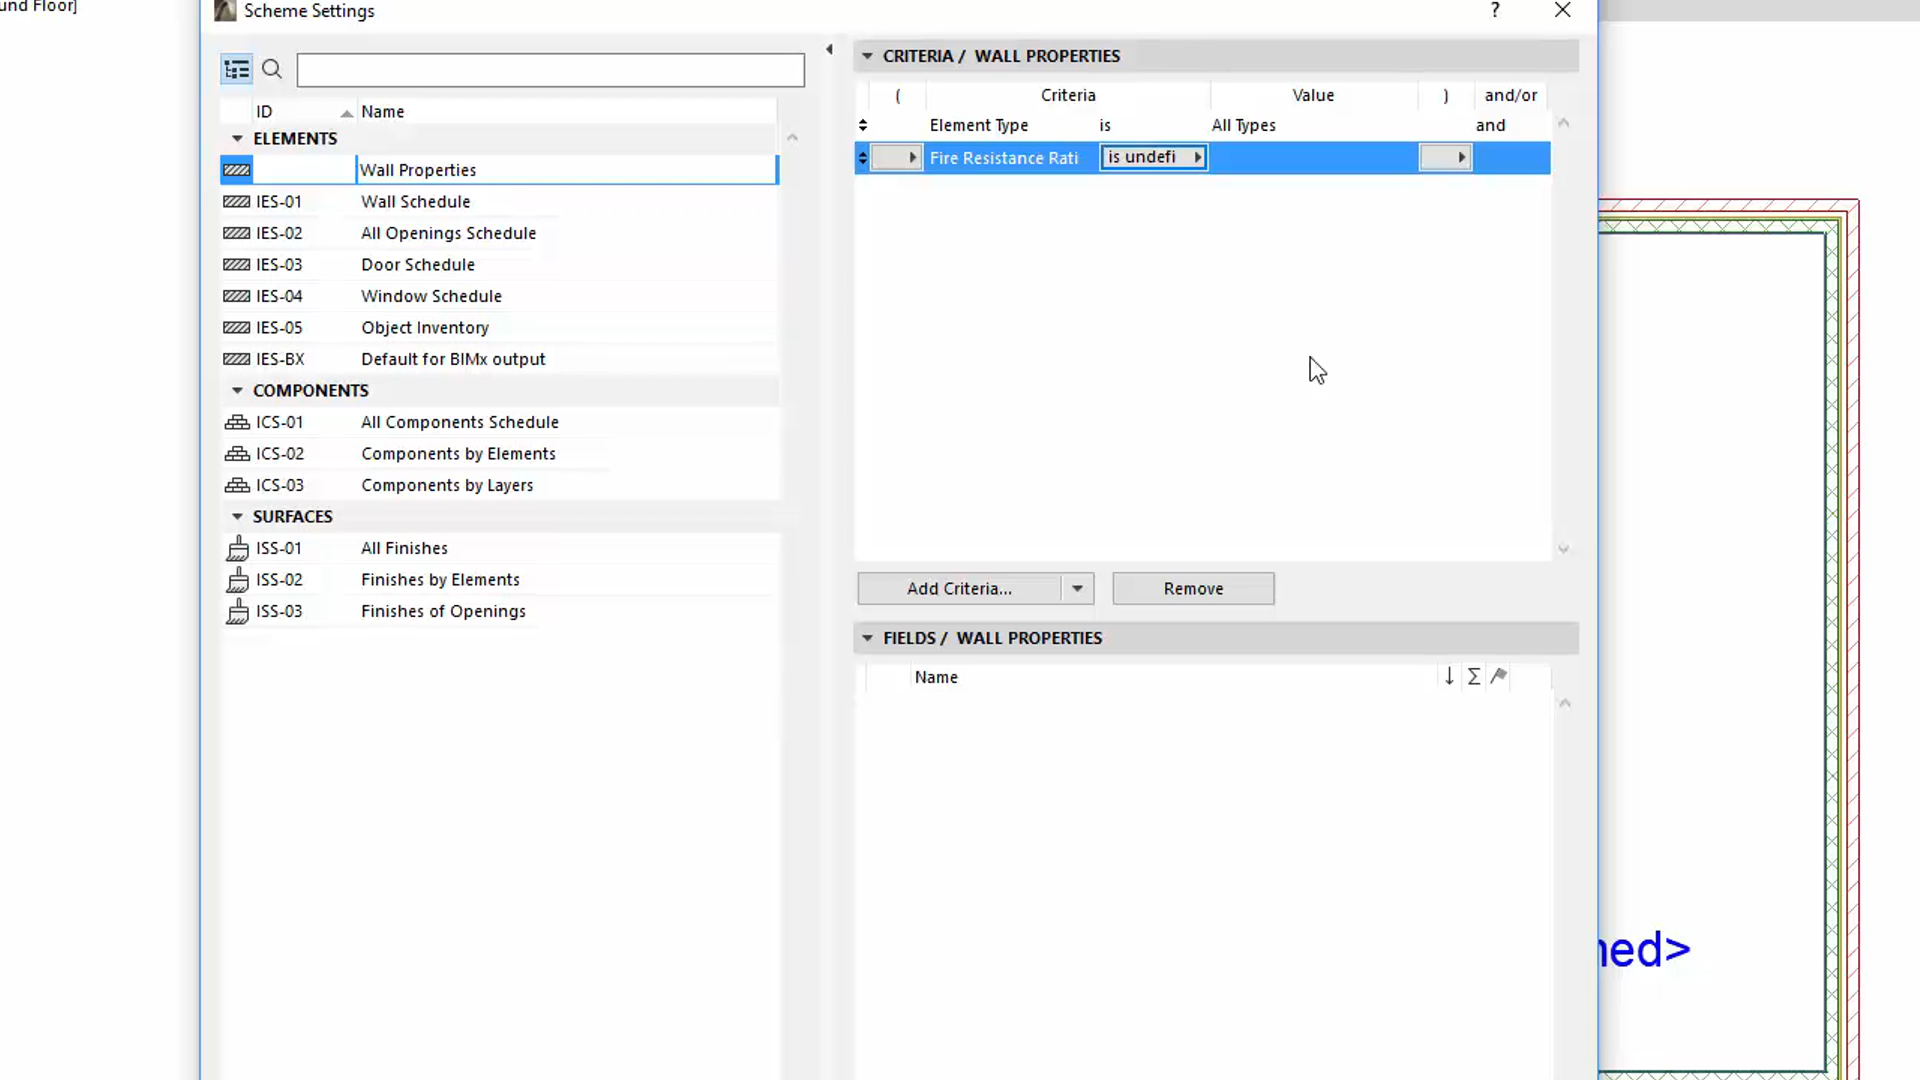 und Floor]
Scheme Settings
?
ID Name
ELEMENTS
Wall Properties
IES-01 Wall Schedule
IES-02 All Openings Schedule
IES-03 Door Schedule
IES-04 Window Schedule
IES-05 Object Inventory
IES-BX Default for BIMx output
COMPONENTS
ICS-01 All Components Schedule
ICS-02 Components by Elements
ICS-03 Components by Layers
SURFACES
ISS-01 All Finishes
ISS-02 Finishes by Elements
ISS-03 Finishes of Openings
CRITERIA / WALL PROPERTIES
( Criteria Value ) and/or
Element Type is All Types and
Fire Resistance Rati is undefi
Add Criteria... Remove
FIELDS / WALL PROPERTIES
Name ↓ Σ
ned>